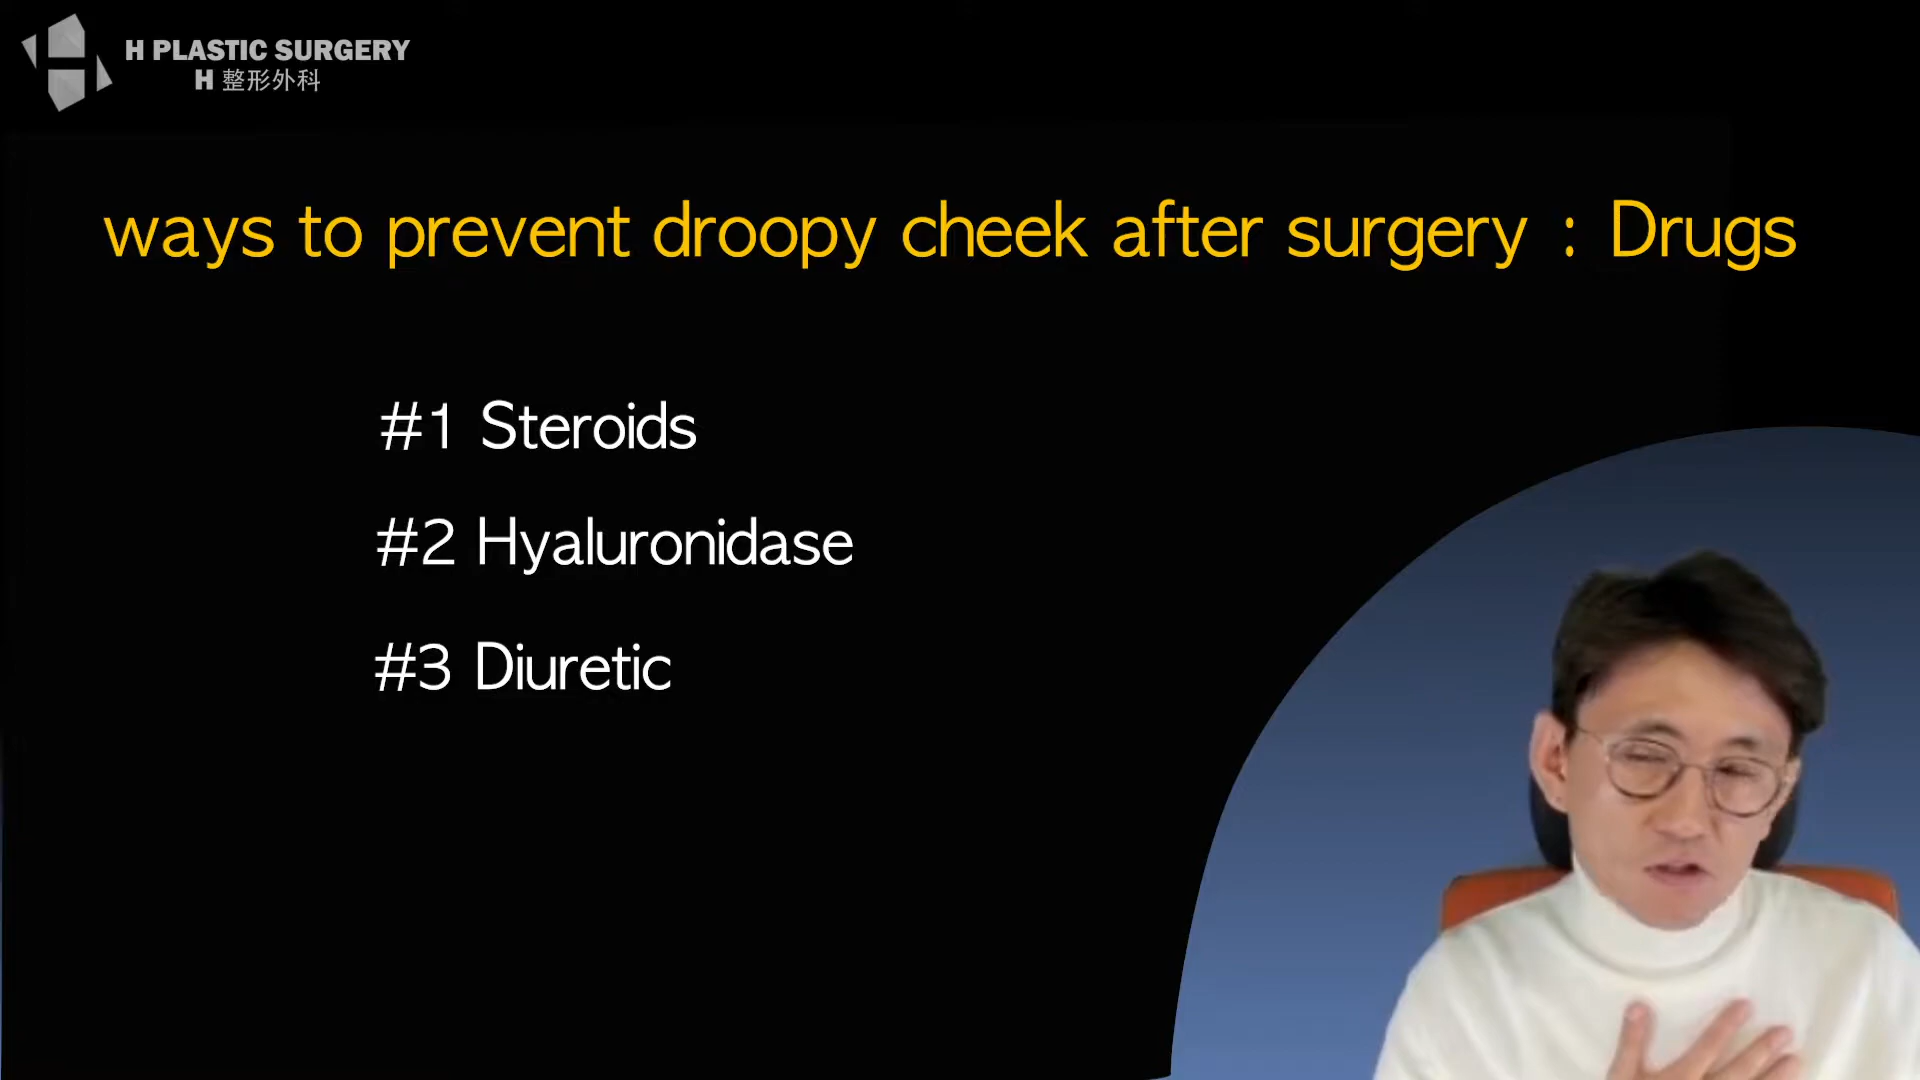 H PLASTIC SURGERY
H 整形外科
ways to prevent droopy cheek after surgery : Drugs
#1 Steroids
#2 Hyaluronidase
#3 Diuretic